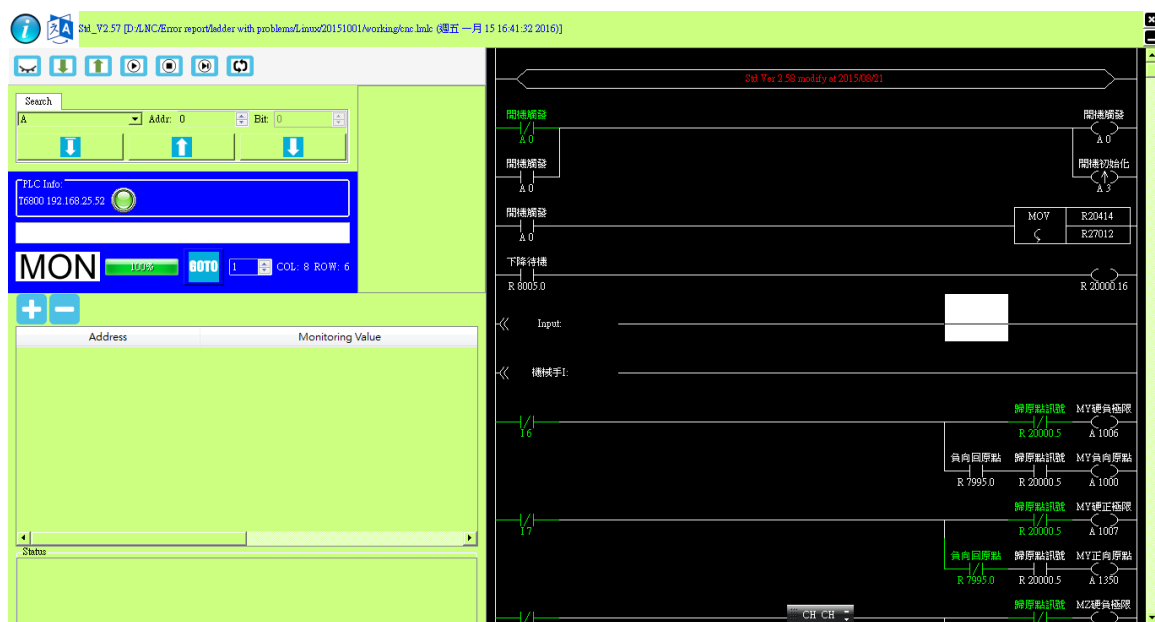 Std_V2.57 [D:/LNC/Error report/ladder with problems/Linux/20151001/working/cnc.lmlc (週五 一月 15 16:41:32 2016)]
Search
A Addr: 0 Bit: 0
PLC Info:
T6800 192.168.25.52
MON 100% GOTO 1 COL: 8 ROW: 6
Address Monitoring Value
Status
Std Ver 2.58 modify at 2015/08/21
開機觸發 開機觸發
A 0 A 0
開機觸發 開機初始化
A 0 A 3
開機觸發 MOV R20414
A 0 R27012
下降待機
R 8005.0 R 20000.16
Input:
機械手I:
歸原點訊號 MY硬負極限
I 6 R 20000.5 A 1006
負向回原點 歸原點訊號 MY負向原點
R 7995.0 R 20000.5 A 1000
歸原點訊號 MY硬正極限
I 7 R 20000.5 A 1007
負向回原點 歸原點訊號 MY正向原點
R 7995.0 R 20000.5 A 1350
歸原點訊號 MZ硬負極限
CH CH